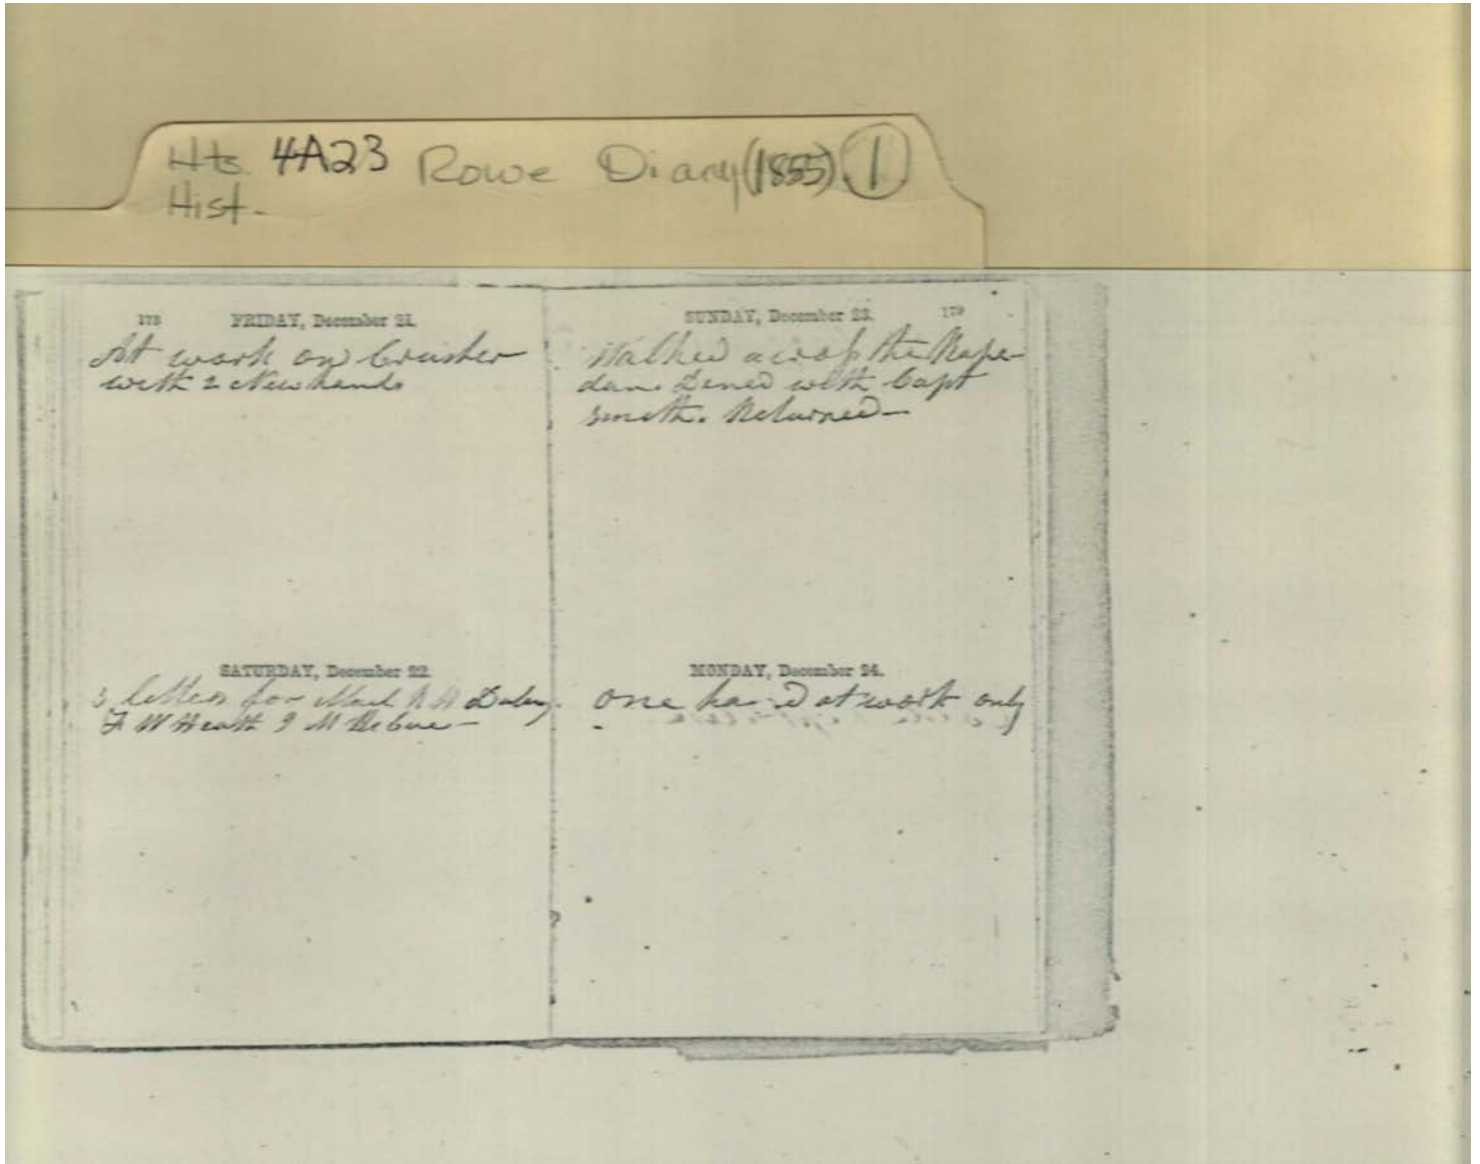 Hts. 4A23 Rowe Diary (1855) 1
Hist.
178 FRIDAY, December 21.
At work on Crusher
with 2 New hands
SATURDAY, December 22.
3 letters for
F W Heath
SUNDAY, December 23. 179
Walked across the Rapi
dan. Dined with Capt
Smith. Returned—
MONDAY, December 24.
one hand at work only